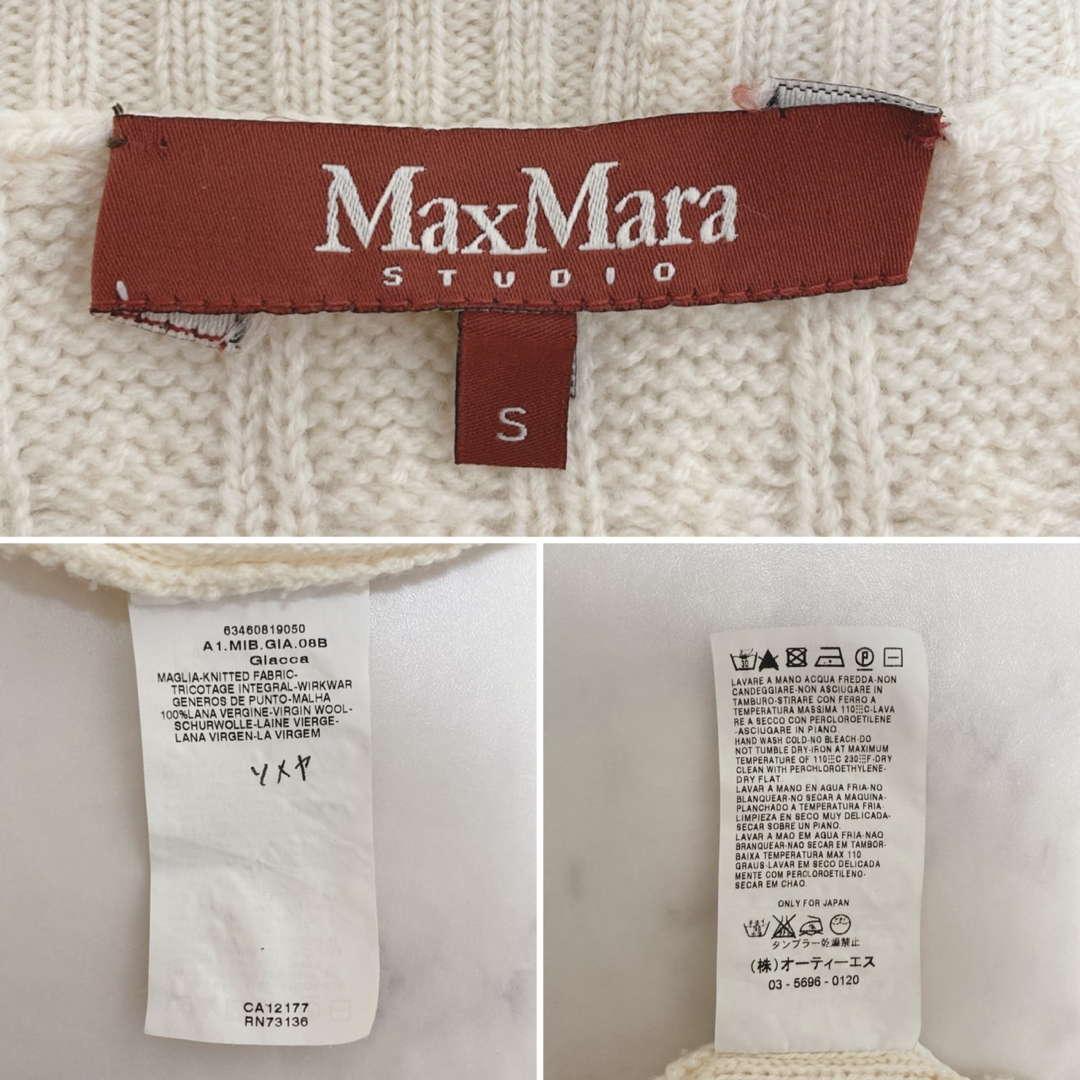 MaxMara
STUDIO
S
63460819050
A1.MIB.GIA.08B
Giacca
MAGLIA-KNITTED FABRIC-
TRICOTAGE INTEGRAL-WIRKWAR
GENEROS DE PUNTO-MALHA
100%LANA VERGINE-VIRGIN WOOL-
SCHURWOLLE-LAINE VIERGE-
LANA VIRGEN-LA VIRGEM
ソメヤ
CA12177
RN73136
30
P
LAVARE A MANO ACQUA FREDDA-NON
CANDEGGIARE-NON ASCIUGARE IN
TAMBURO-STIRARE CON FERRO A
TEMPERATURA MASSIMA 110 C-LAVA
RE A SECCO CON PERCLOROETILENE
-ASCIUGARE IN PIANO.
HAND WASH COLD-NO BLEACH-DO
NOT TUMBLE DRY-IRON AT MAXIMUM
TEMPERATURE OF 110 C 230 F-DRY
CLEAN WITH PERCHLOROETHYLENE-
DRY FLAT
LAVAR A MANO EN AGUA FRIA-NO
BLANQUEAR-NO SECAR A MAQUINA-
PLANCHADO A TEMPERATURA FRIA-
LIMPIEZA EN SECO MUY DELICADA-
SECAR SOBRE UN PIANO.
LAVAR A MAO EM AGUA FRIA-NAO
BRANQUEAR-NAO SECAR EM TAMBOR-
BAIXA TEMPERATURA MAX 110
GRAUS-LAVAR EM SECO DELICADA
MENTE COM PERCLOROETILENO-
SECAR EM CHAO.
ONLY FOR JAPAN
タンブラー乾燥禁止
(株)オーティーエス
03-5696-0120